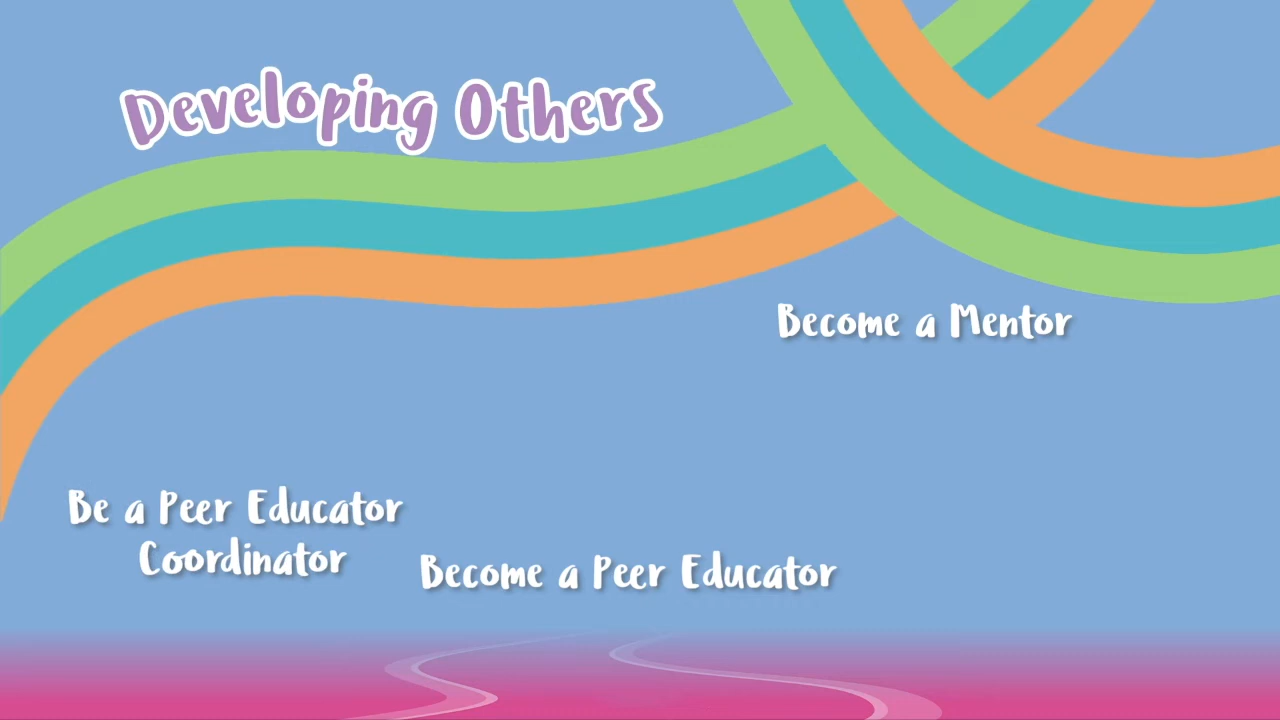 Developing Others
Become a Mentor
Be a Peer Educator
Coordinator
Become a Peer Educator